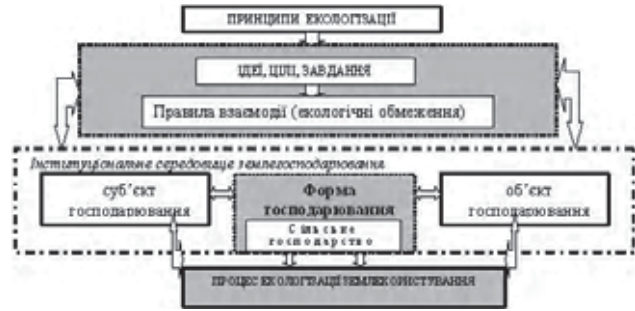 ПРИНЦИПИ ЕКОЛОГІЗАЦІЇ
ІДЕЇ, ЦІЛІ, ЗАВДАННЯ
Правила взаємодії (екологічні обмеження)
Інституціональне середовище землегосподарювання
суб’єкт
господарювання
Форма
господарювання
Сільське
господарство
об’єкт
господарювання
ПРОЦЕС ЕКОЛОГІЗАЦІЇ ЗЕМЛЕКОРИСТУВАННЯ